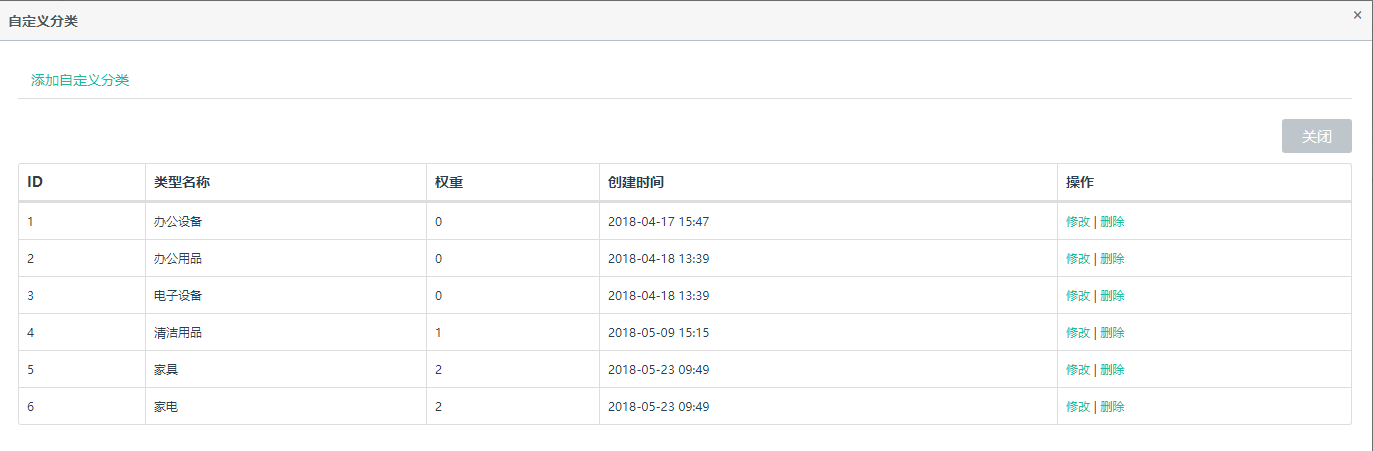 自定义分类 ×
添加自定义分类
关闭
ID 类型名称 权重 创建时间 操作
1 办公设备 0 2018-04-17 15:47 修改 | 删除
2 办公用品 0 2018-04-18 13:39 修改 | 删除
3 电子设备 0 2018-04-18 13:39 修改 | 删除
4 清洁用品 1 2018-05-09 15:15 修改 | 删除
5 家具 2 2018-05-23 09:49 修改 | 删除
6 家电 2 2018-05-23 09:49 修改 | 删除